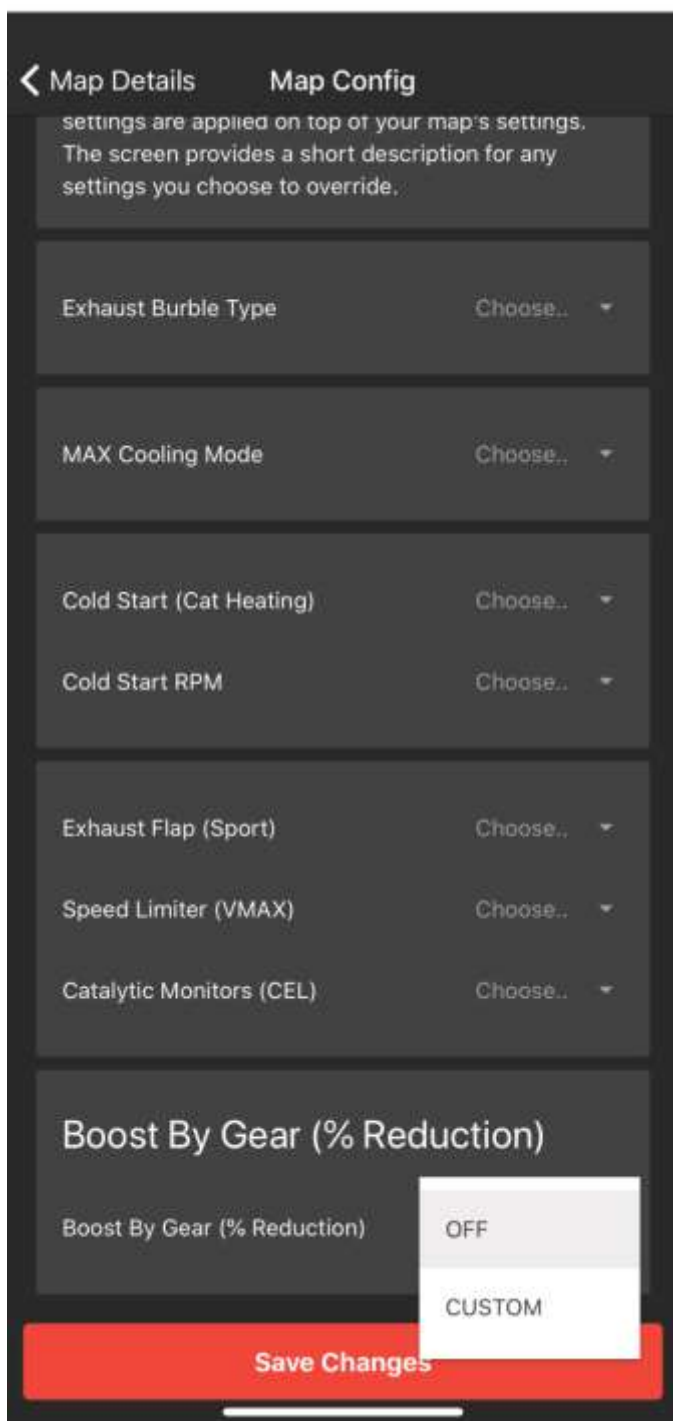 Map Details Map Config
settings are applied on top of your map's settings.
The screen provides a short description for any
settings you choose to override.
Exhaust Burble Type Choose..
MAX Cooling Mode Choose..
Cold Start (Cat Heating) Choose..
Cold Start RPM Choose..
Exhaust Flap (Sport) Choose..
Speed Limiter (VMAX) Choose..
Catalytic Monitors (CEL) Choose..
Boost By Gear (% Reduction)
Boost By Gear (% Reduction) OFF
CUSTOM
Save Changes